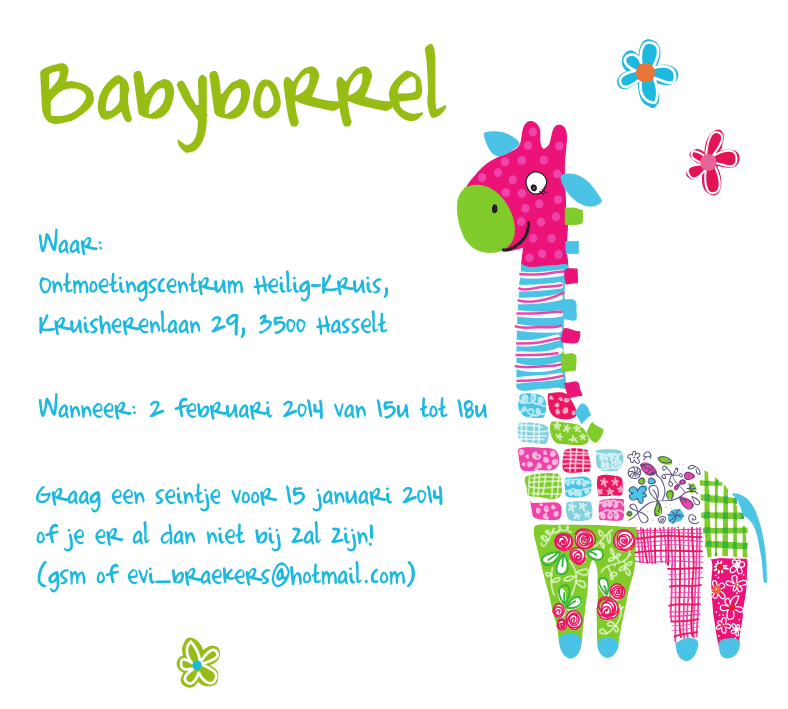 Babyborrel
Waar:
Ontmoetingscentrum Heilig-Kruis,
Kruisherenlaan 29, 3500 Hasselt
Wanneer: 2 februari 2014 van 15u tot 18u
Graag een seintje voor 15 januari 2014
of je er al dan niet bij zal zijn!
(gsm of evi_braekers@hotmail.com)